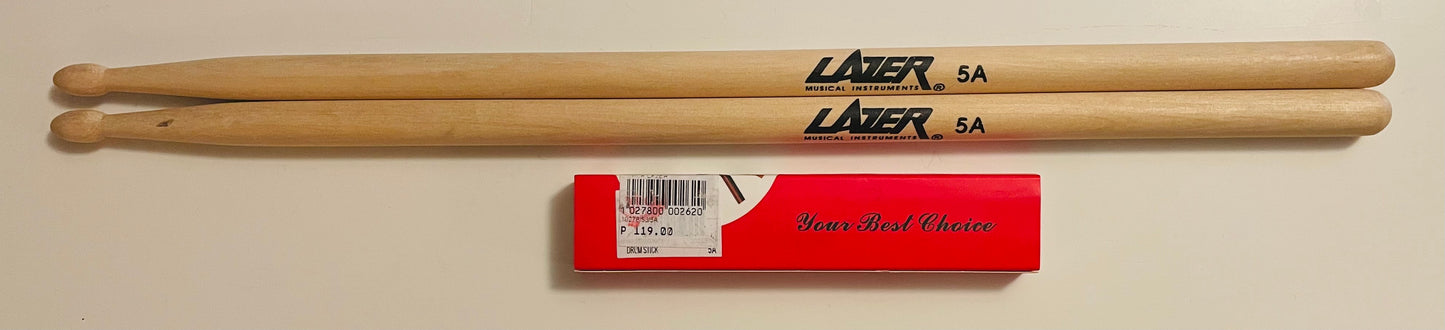 LAZER
MUSICAL INSTRUMENTS ® 5A
LAZER
MUSICAL INSTRUMENTS ® 5A
1 027800 002620
P 119.00
DRUM STICK 5A
Your Best Choice